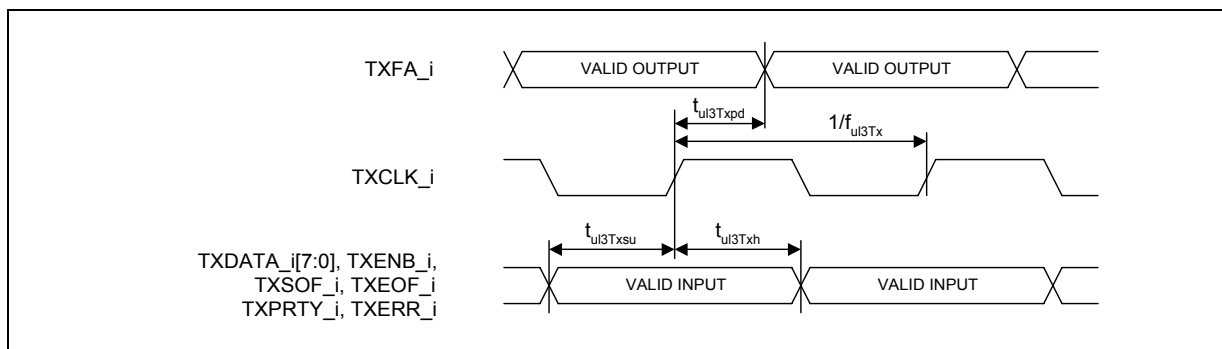 TXFA_i
VALID OUTPUT
VALID OUTPUT
tul3Txpd
1/ful3Tx
TXCLK_i
tul3Txsu
tul3Txh
TXDATA_i[7:0], TXENB_i,
TXSOF_i, TXEOF_i
TXPRTY_i, TXERR_i
VALID INPUT
VALID INPUT